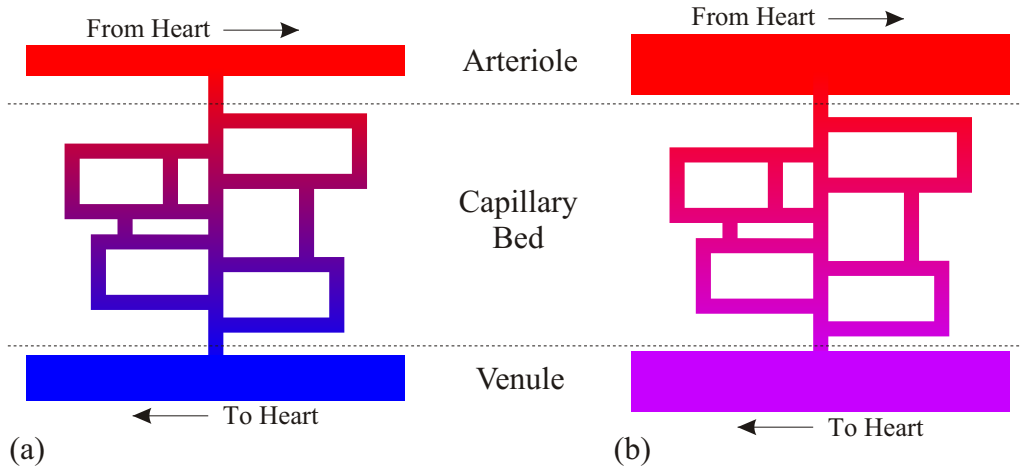 From Heart
Arteriole
From Heart
Capillary
Bed
Venule
To Heart
To Heart
(a)
(b)